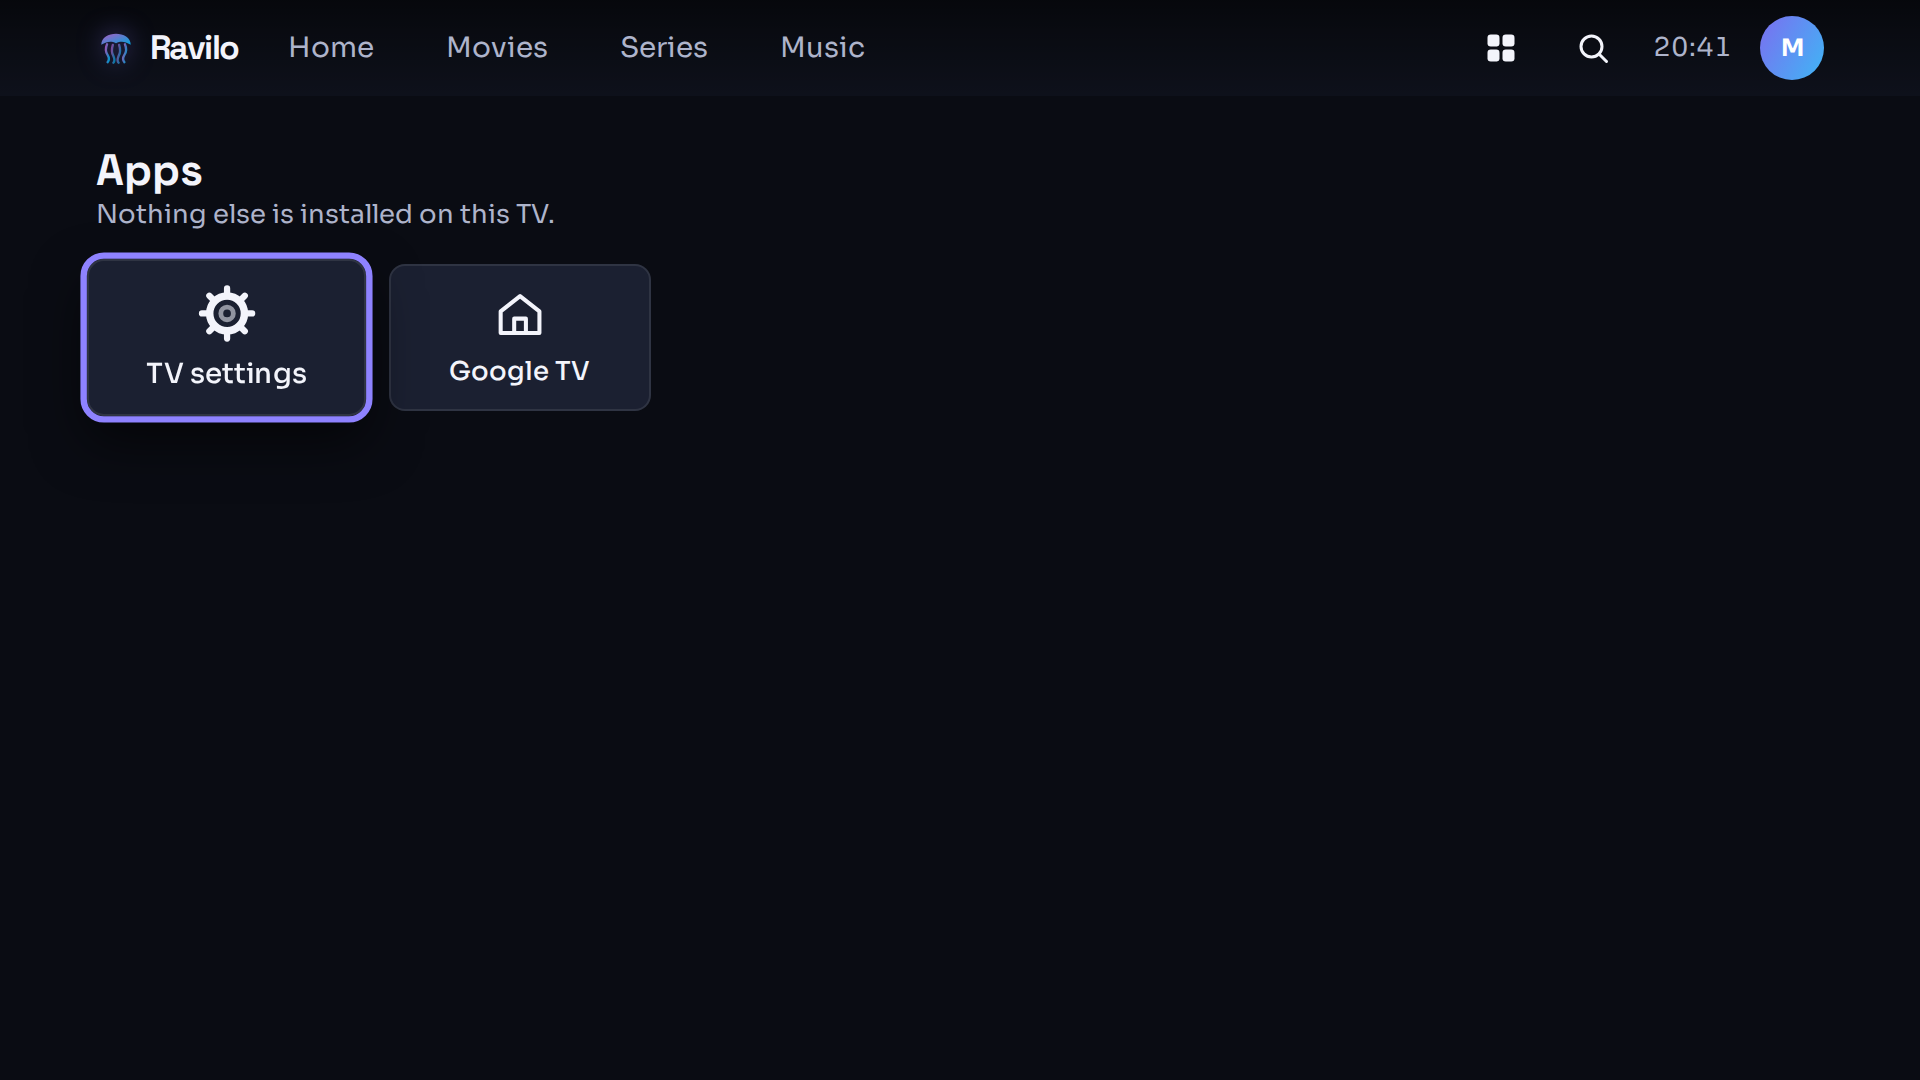 Ravilo Home Movies Series Music 20:41 M
Apps
Nothing else is installed on this TV.
TV settings Google TV